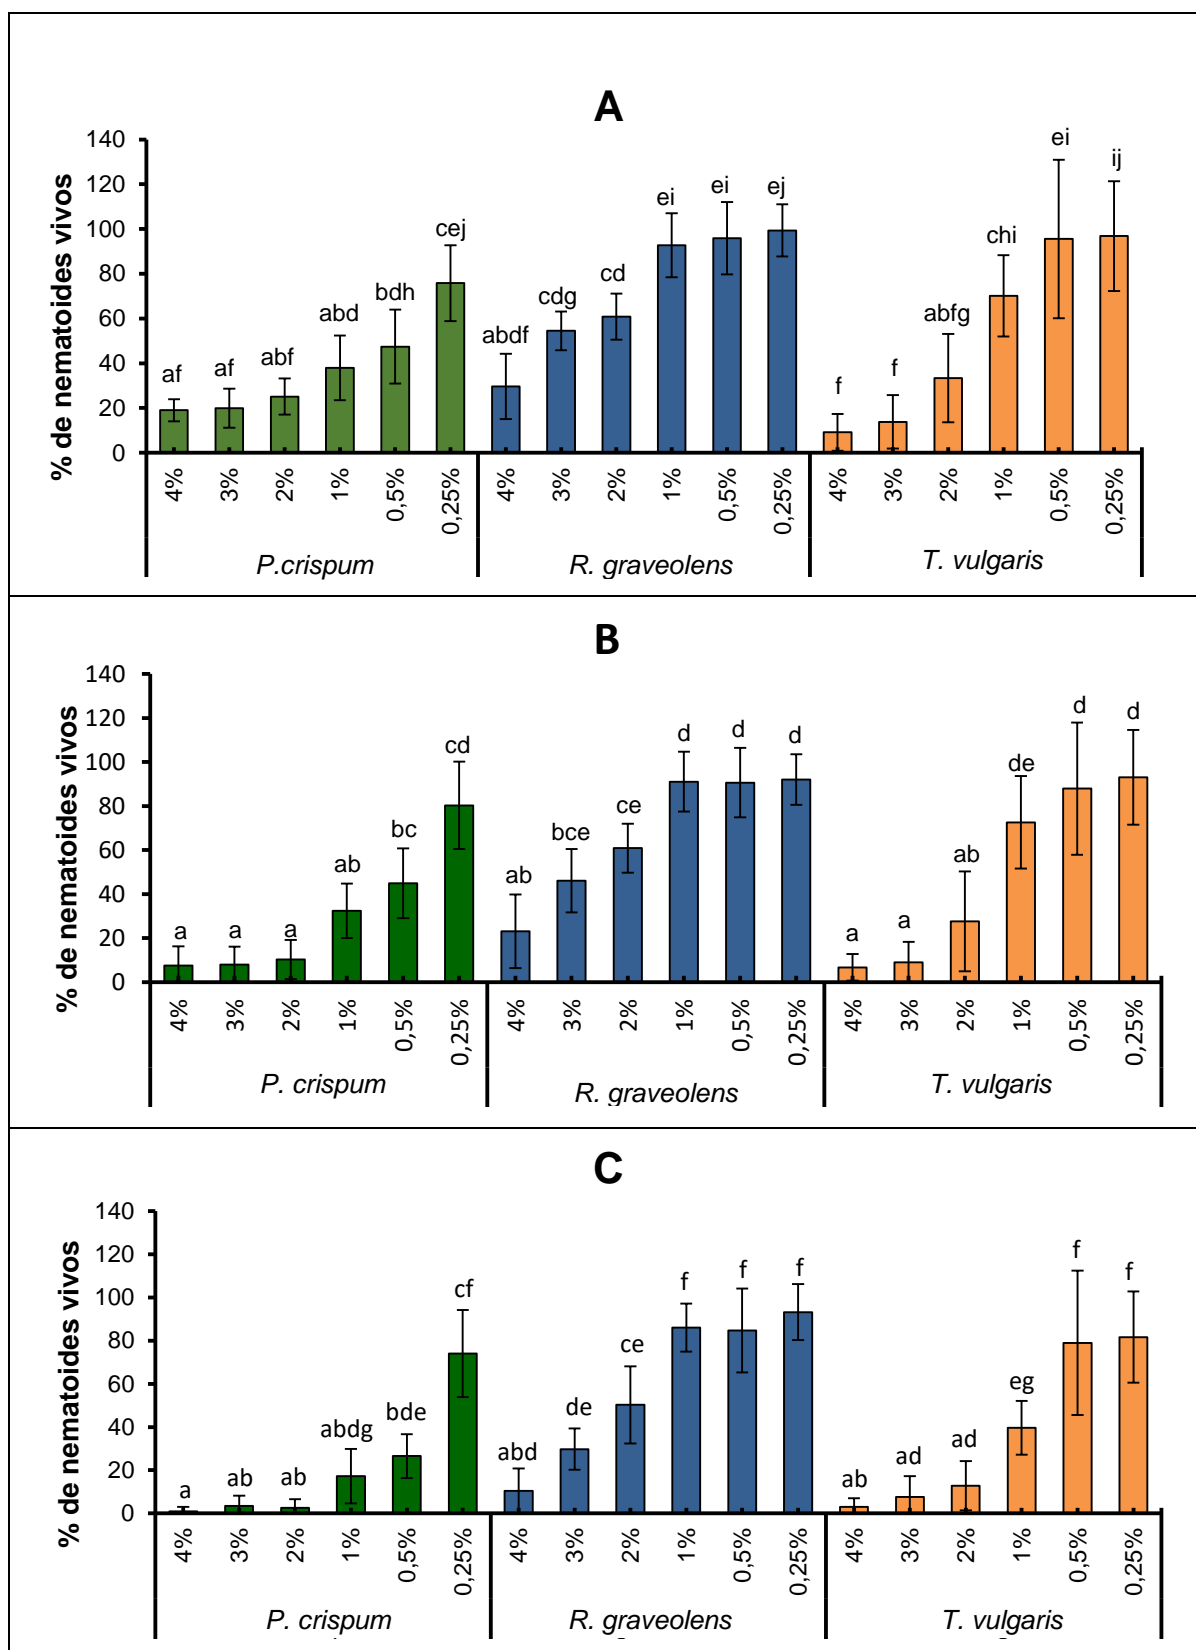 A
% de nematoides vivos
140
120
100
80
60
40
20
0
af af abf abd bdh cej abdf cdg cd ei ei ej f f abfg chi ei ij
4% 3% 2% 1% 0,5% 0,25% 4% 3% 2% 1% 0,5% 0,25% 4% 3% 2% 1% 0,5% 0,25%
P.crispum R. graveolens T. vulgaris
B
% de nematoides vivos
140
120
100
80
60
40
20
0
a a a ab bc cd ab bce ce d d d a a ab de d d
4% 3% 2% 1% 0,5% 0,25% 4% 3% 2% 1% 0,5% 0,25% 4% 3% 2% 1% 0,5% 0,25%
P. crispum R. graveolens T. vulgaris
C
% de nematoides vivos
140
120
100
80
60
40
20
0
a ab ab abdg bde cf abd de ce f f f ab ad ad eg f f
4% 3% 2% 1% 0,5% 0,25% 4% 3% 2% 1% 0,5% 0,25% 4% 3% 2% 1% 0,5% 0,25%
P. crispum R. graveolens T. vulgaris